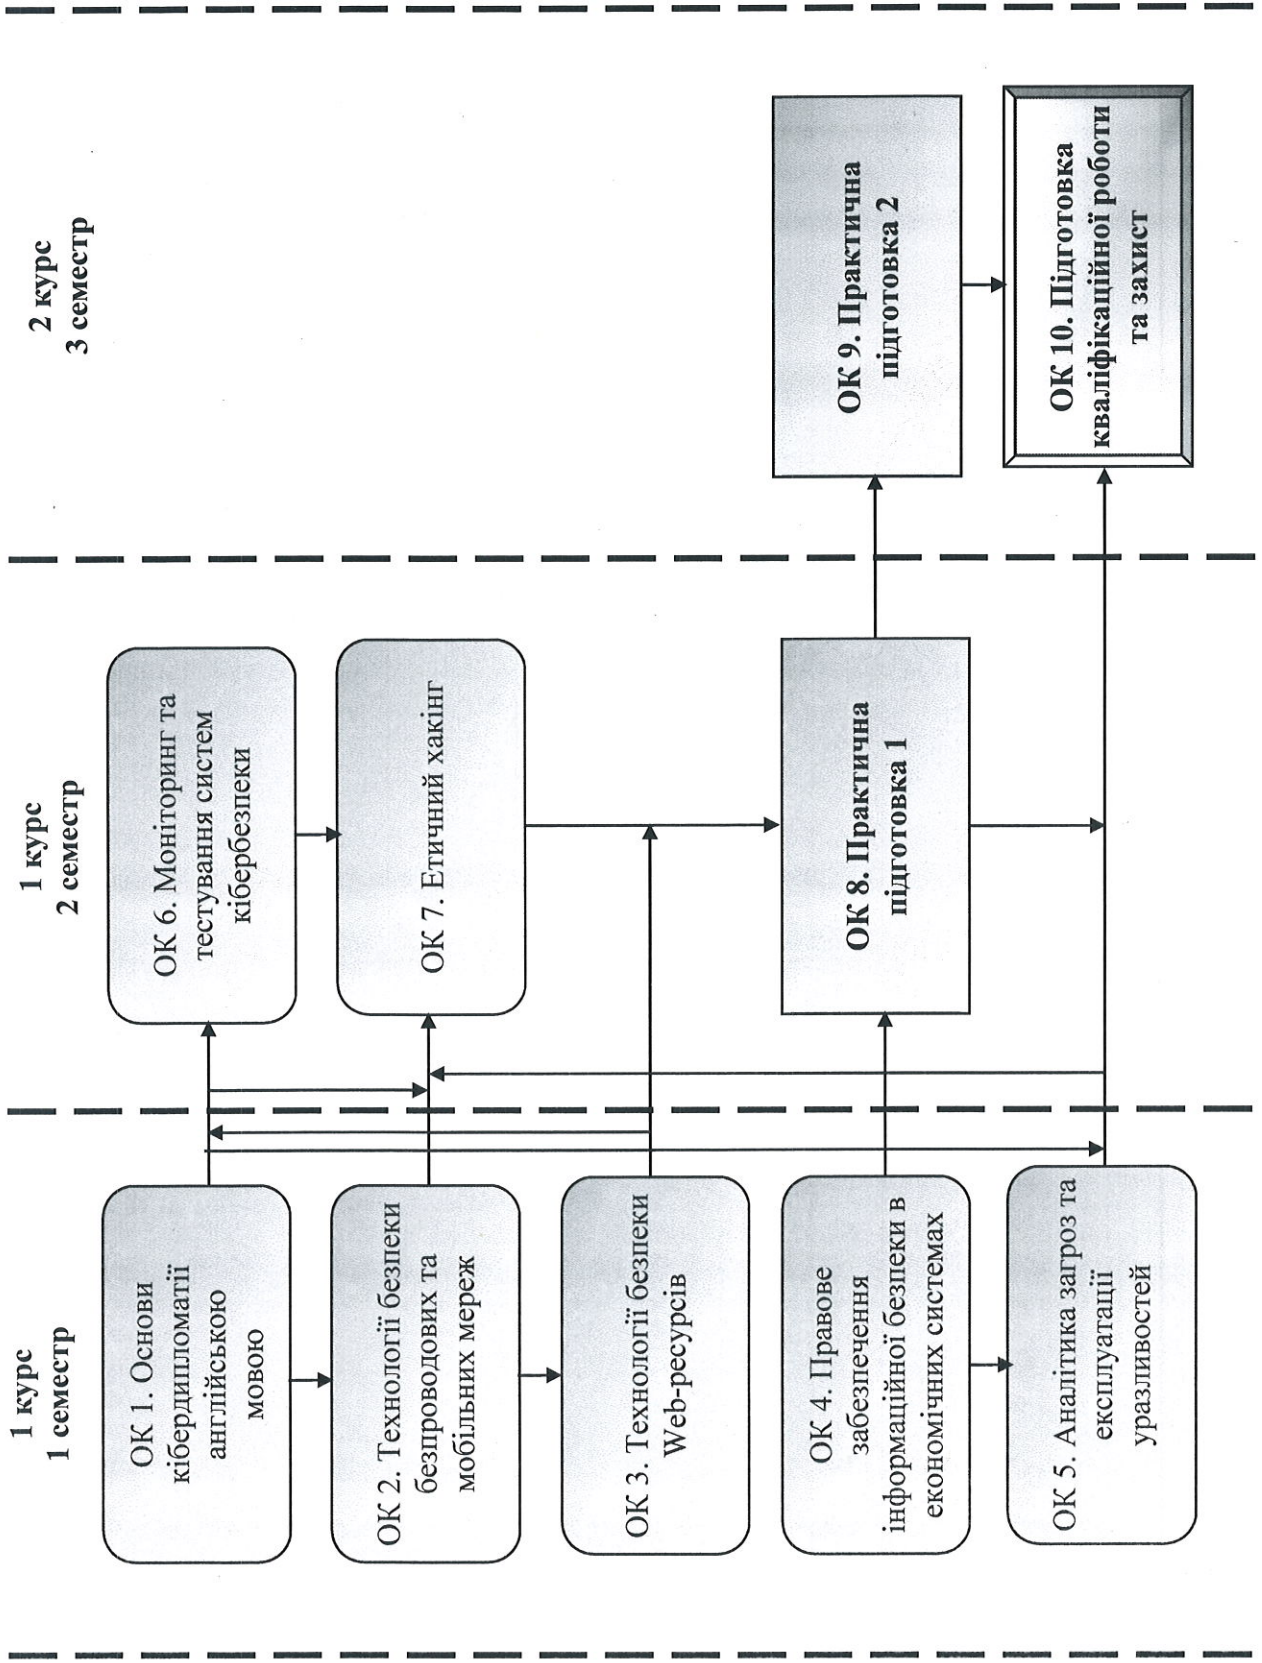 1 курс
1 семестр
ОК 1. Основи
кібердипломатії
англійською
мовою
ОК 2. Технології безпеки
безпроводових та
мобільних мереж
ОК 3. Технології безпеки
Web-ресурсів
ОК 4. Правове
забезпечення
інформаційної безпеки в
економічних системах
ОК 5. Аналітика загроз та
експлуатації
уразливостей
1 курс
2 семестр
ОК 6. Моніторинг та
тестування систем
кібербезпеки
ОК 7. Етичний хакінг
ОК 8. Практична
підготовка 1
2 курс
3 семестр
ОК 9. Практична
підготовка 2
ОК 10. Підготовка
кваліфікаційної роботи
та захист